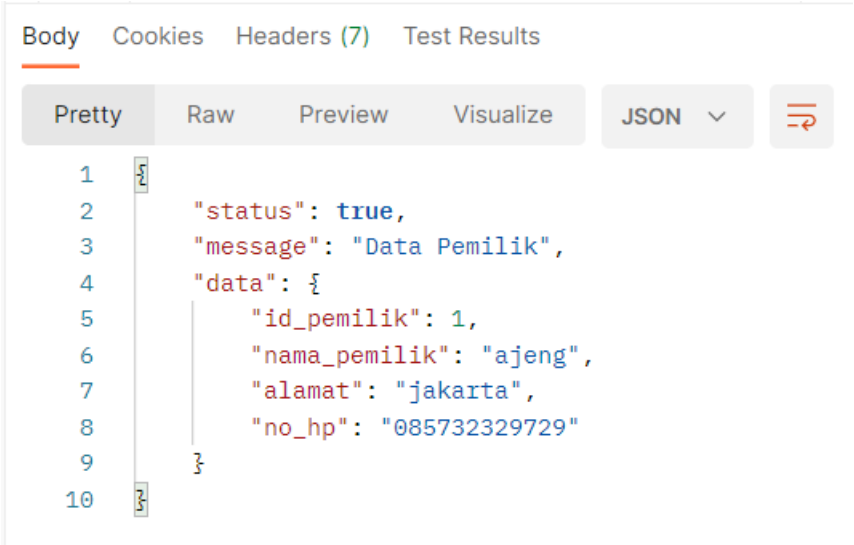 Body Cookies Headers (7) Test Results
Pretty Raw Preview Visualize JSON
1 {
2 "status": true,
3 "message": "Data Pemilik",
4 "data": {
5 "id_pemilik": 1,
6 "nama_pemilik": "ajeng",
7 "alamat": "jakarta",
8 "no_hp": "085732329729"
9 }
10 }